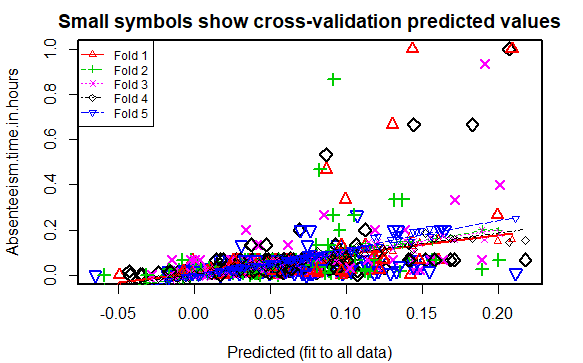 Small symbols show cross-validation predicted values
Fold 1
Fold 2
Fold 3
Fold 4
Fold 5
Absenteeism.time.in.hours
1.0
0.8
0.6
0.4
0.2
0.0
-0.05 0.00 0.05 0.10 0.15 0.20
Predicted (fit to all data)